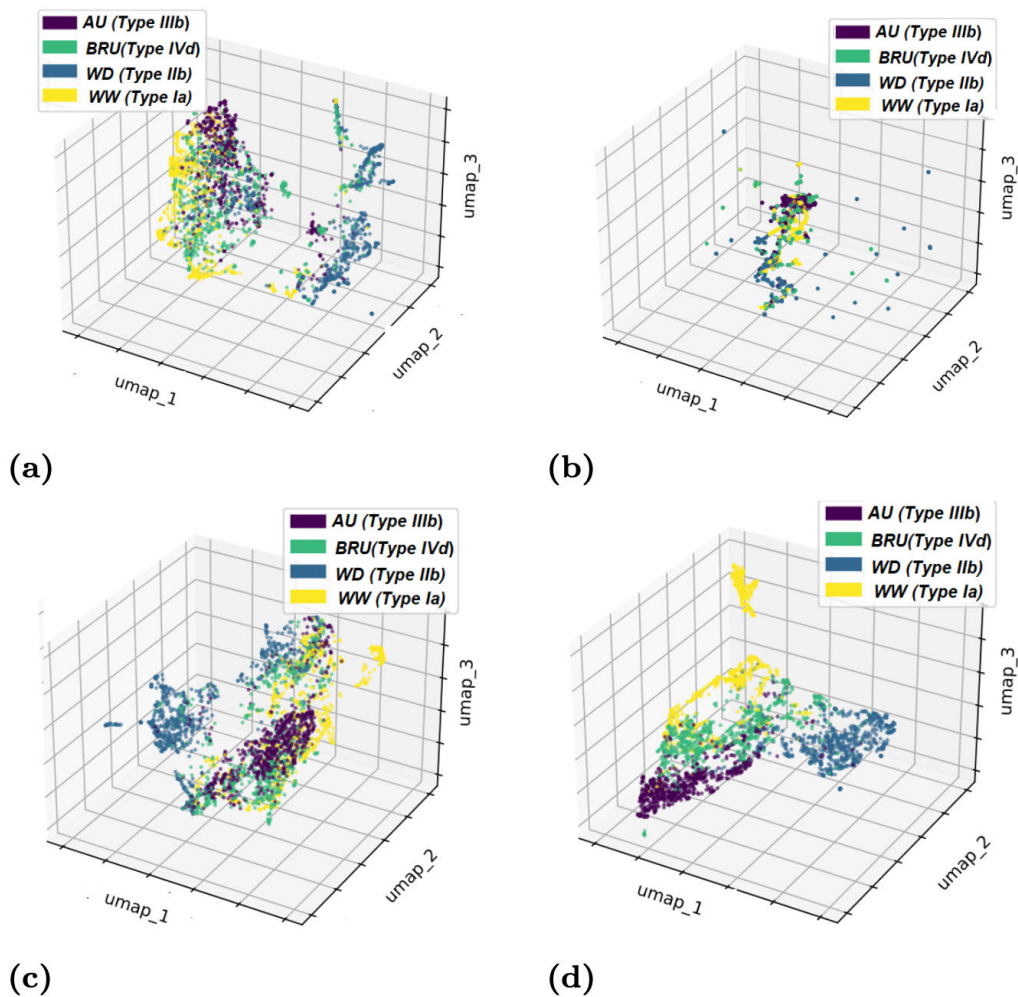 AU (Type IIIb)
BRU(Type IVd)
WD (Type IIb)
WW (Type Ia)
umap_3
umap_2
umap_1
(a)
AU (Type IIIb)
BRU(Type IVd)
WD (Type IIb)
WW (Type Ia)
umap_3
umap_2
umap_1
(b)
AU (Type IIIb)
BRU(Type IVd)
WD (Type IIb)
WW (Type Ia)
umap_3
umap_2
umap_1
(c)
AU (Type IIIb)
BRU(Type IVd)
WD (Type IIb)
WW (Type Ia)
umap_3
umap_2
umap_1
(d)